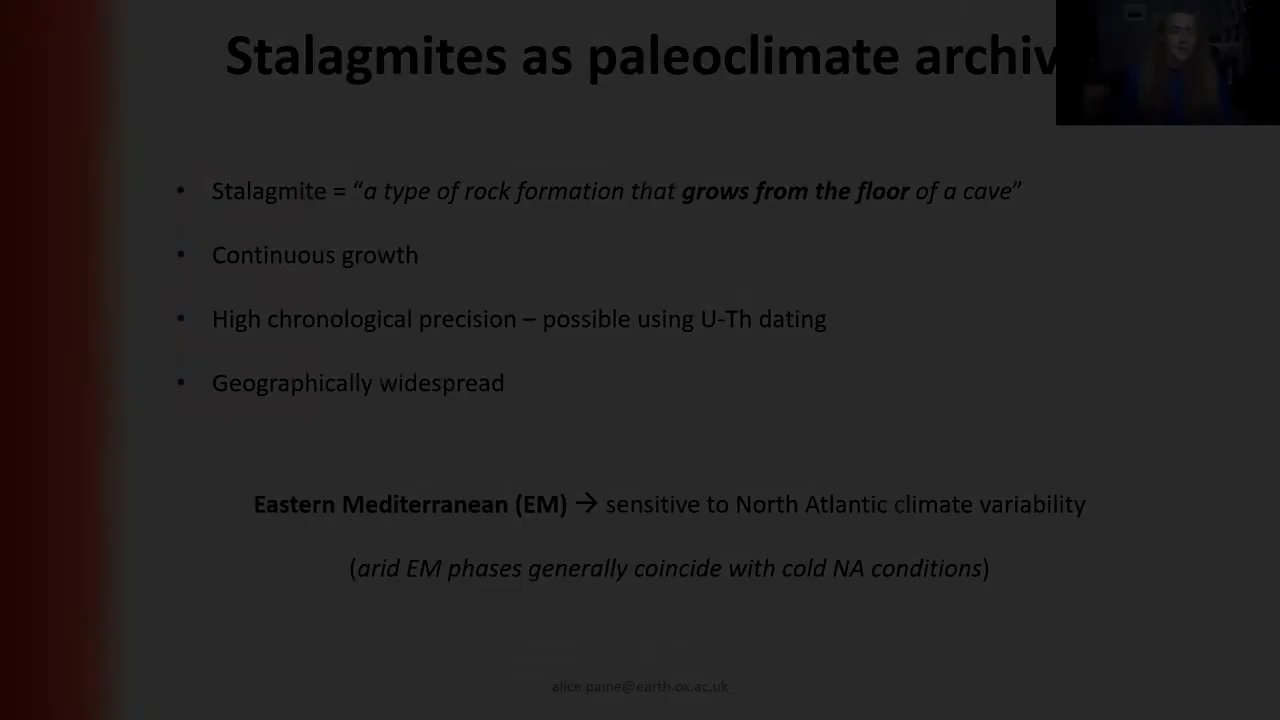 Stalagmites as paleoclimate archiv
• Stalagmite = “a type of rock formation that grows from the floor of a cave”
• Continuous growth
• High chronological precision – possible using U-Th dating
• Geographically widespread
Eastern Mediterranean (EM) → sensitive to North Atlantic climate variability
(arid EM phases generally coincide with cold NA conditions)
alice.paine@earth.ox.ac.uk